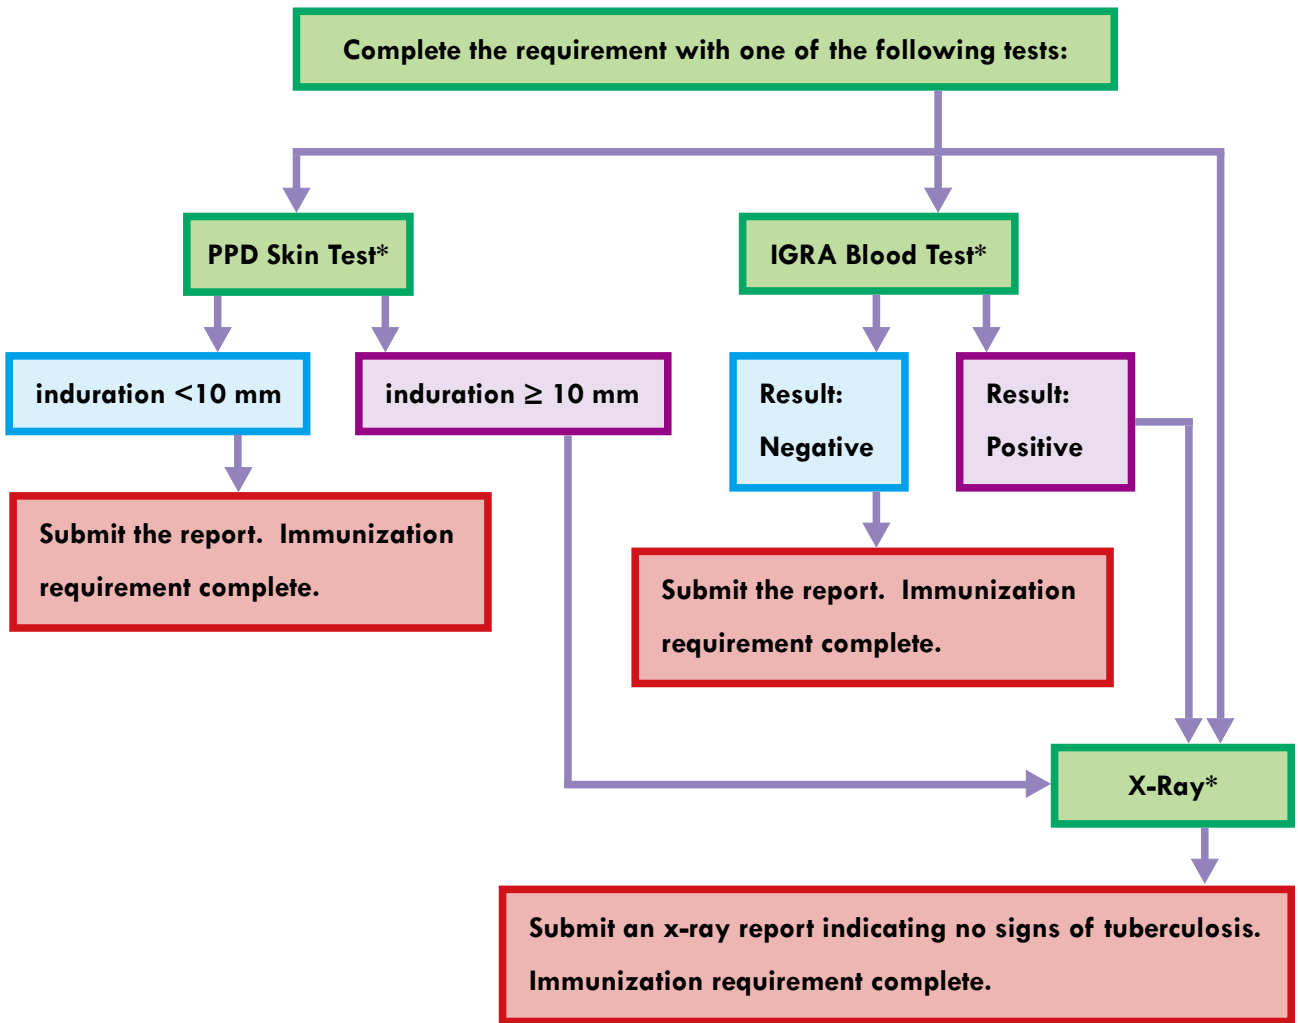 Complete the requirement with one of the following tests:
PPD Skin Test*
IGRA Blood Test*
induration <10 mm
induration ≥ 10 mm
Result:
Negative
Result:
Positive
Submit the report.  Immunization
requirement complete.
Submit the report.  Immunization
requirement complete.
X-Ray*
Submit an x-ray report indicating no signs of tuberculosis.
Immunization requirement complete.